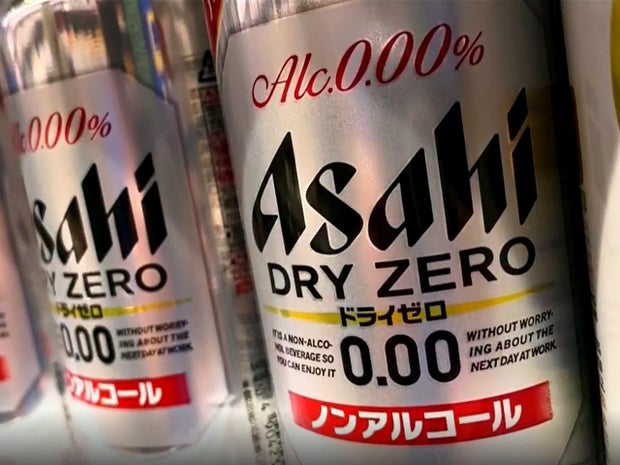 Alc.0.00%
Asahi
DRY ZERO
ドライゼロ
IT IS A NON-ALCO-
HOL BEVERAGE SO
YOU CAN ENJOY IT
0.00
WITHOUT WORRY-
ING ABOUT THE
NEXT DAY AT WORK.
ノンアルコール
0.00%
sahi
Y ZERO
ドライゼロ
0.00
WITHOUT WORRY-
ING ABOUT THE
NEXT DAY AT WORK.
ノンアルコール